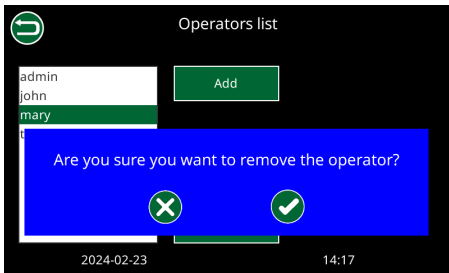 Operators list
admin
Add
john
mary
Are you sure you want to remove the operator?
2024-02-23 14:17